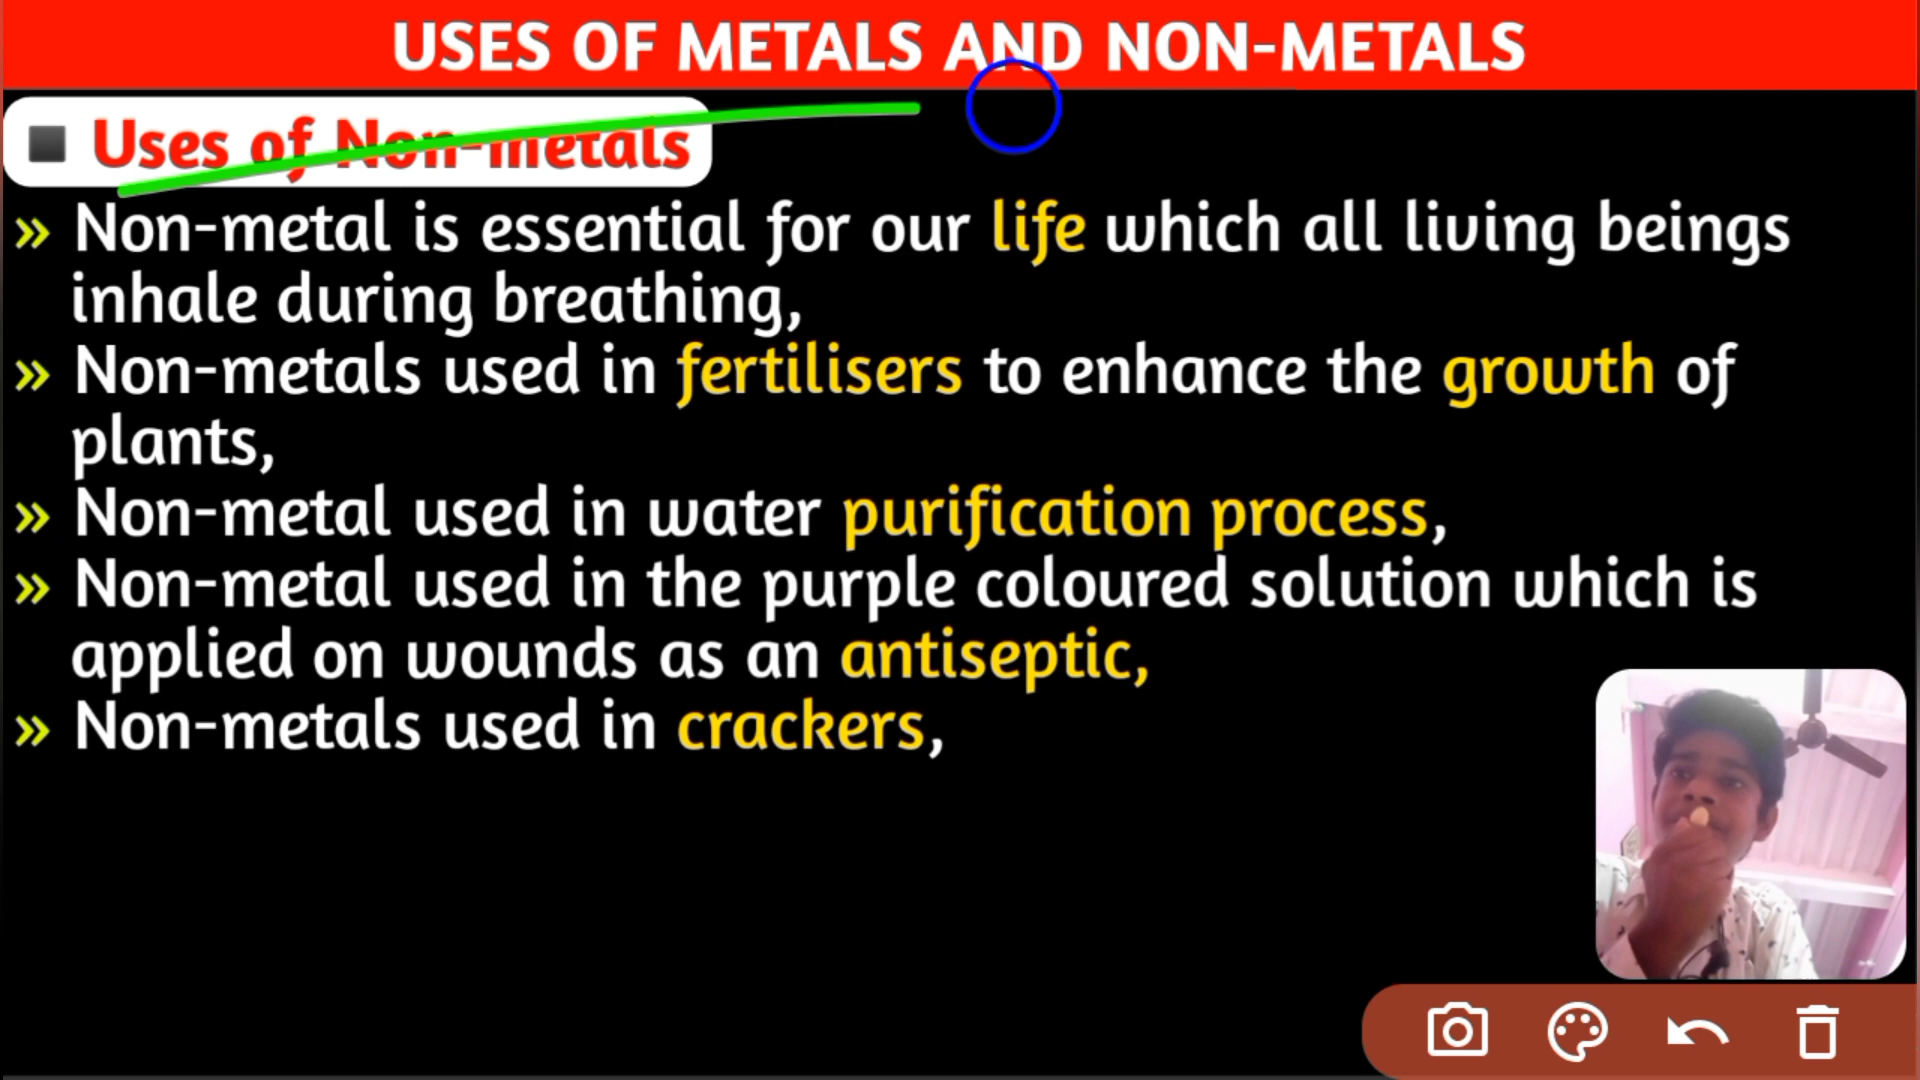 USES OF METALS AND NON-METALS
Uses of Non-metals
» Non-metal is essential for our life which all living beings
inhale during breathing,
» Non-metals used in fertilisers to enhance the growth of
plants,
» Non-metal used in water purification process,
» Non-metal used in the purple coloured solution which is
applied on wounds as an antiseptic,
» Non-metals used in crackers,